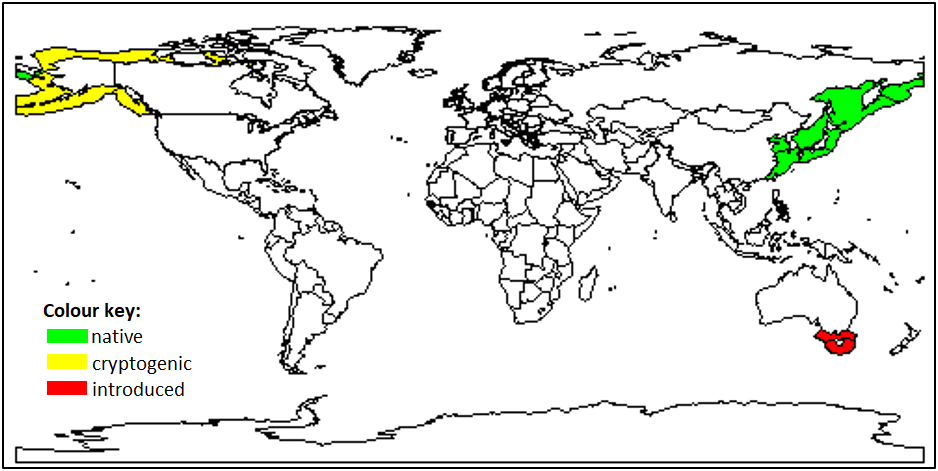 Colour key:
native
cryptogenic
introduced